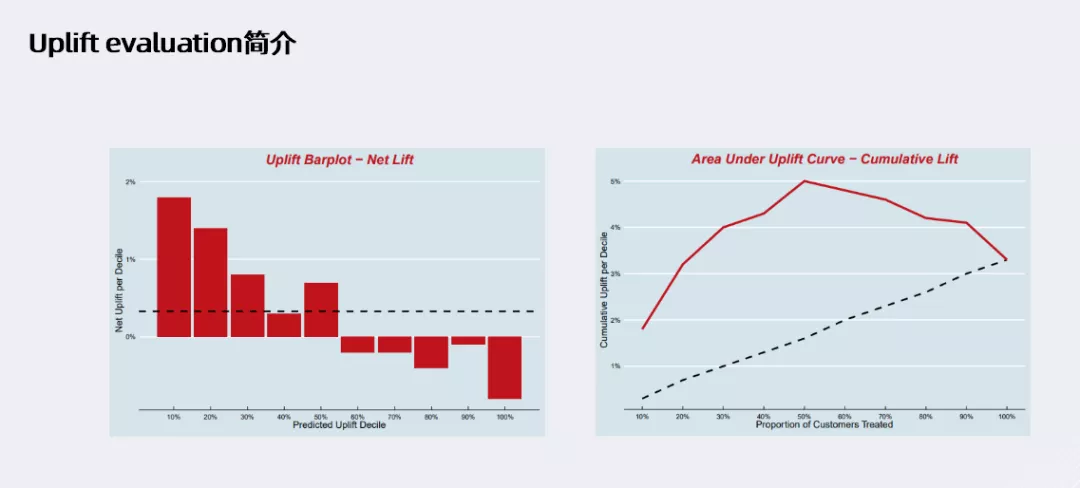 Uplift evaluation简介
Uplift Barplot − Net Lift
2%
1%
0%
Net Uplift per Decile
10% 20% 30% 40% 50% 60% 70% 80% 90% 100%
Predicted Uplift Decile
Area Under Uplift Curve − Cumulative Lift
5%
4%
3%
2%
1%
Cumulative Uplift per Decile
10% 20% 30% 40% 50% 60% 70% 80% 90% 100%
Proportion of Customers Treated